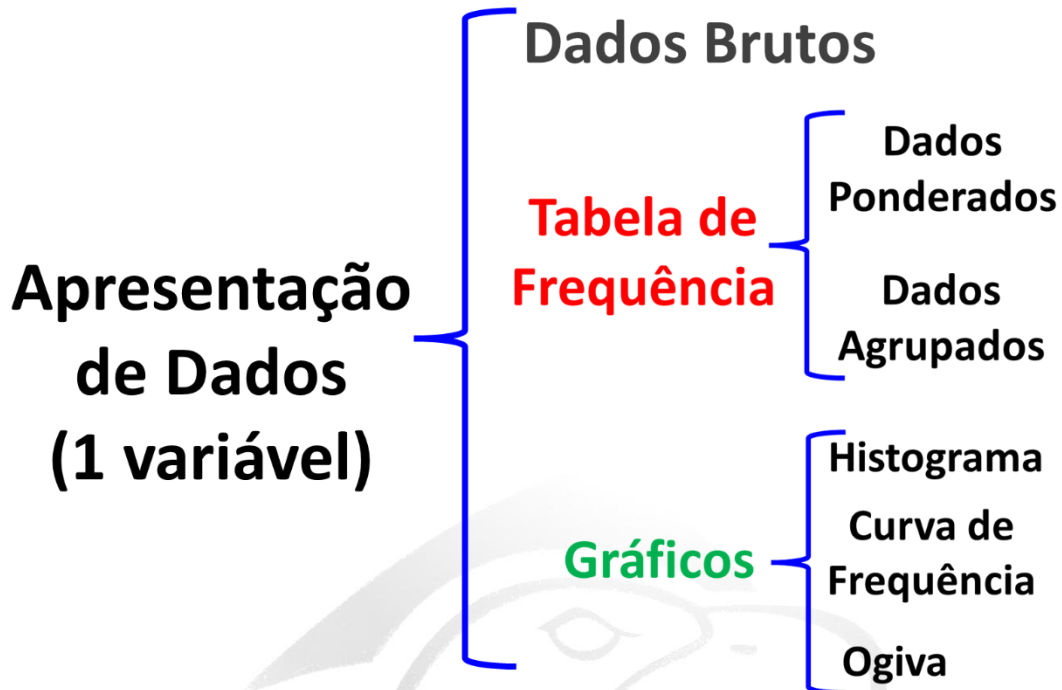 Apresentação
de Dados
(1 variável)
Dados Brutos
Tabela de
Frequência
Dados
Ponderados
Dados
Agrupados
Gráficos
Histograma
Curva de
Frequência
Ogiva